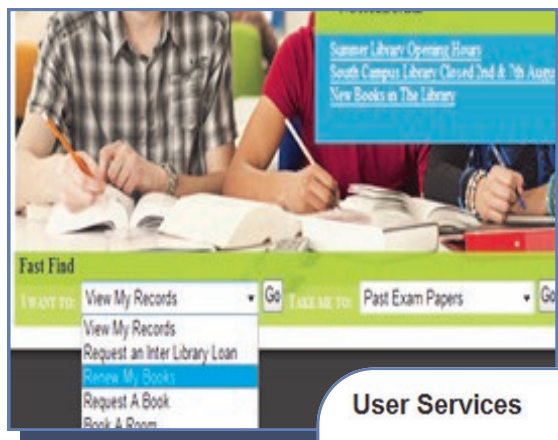 Summer Library Opening Hours
South Campus Library Closed 2nd & 7th Augu
New Books in The Library
Fast Find
I WANT TO: View My Records Go TAKE ME TO: Past Exam Papers Go
View My Records
Request an Inter Library Loan
Renew My Books
Request A Book
Book A Room
User Services